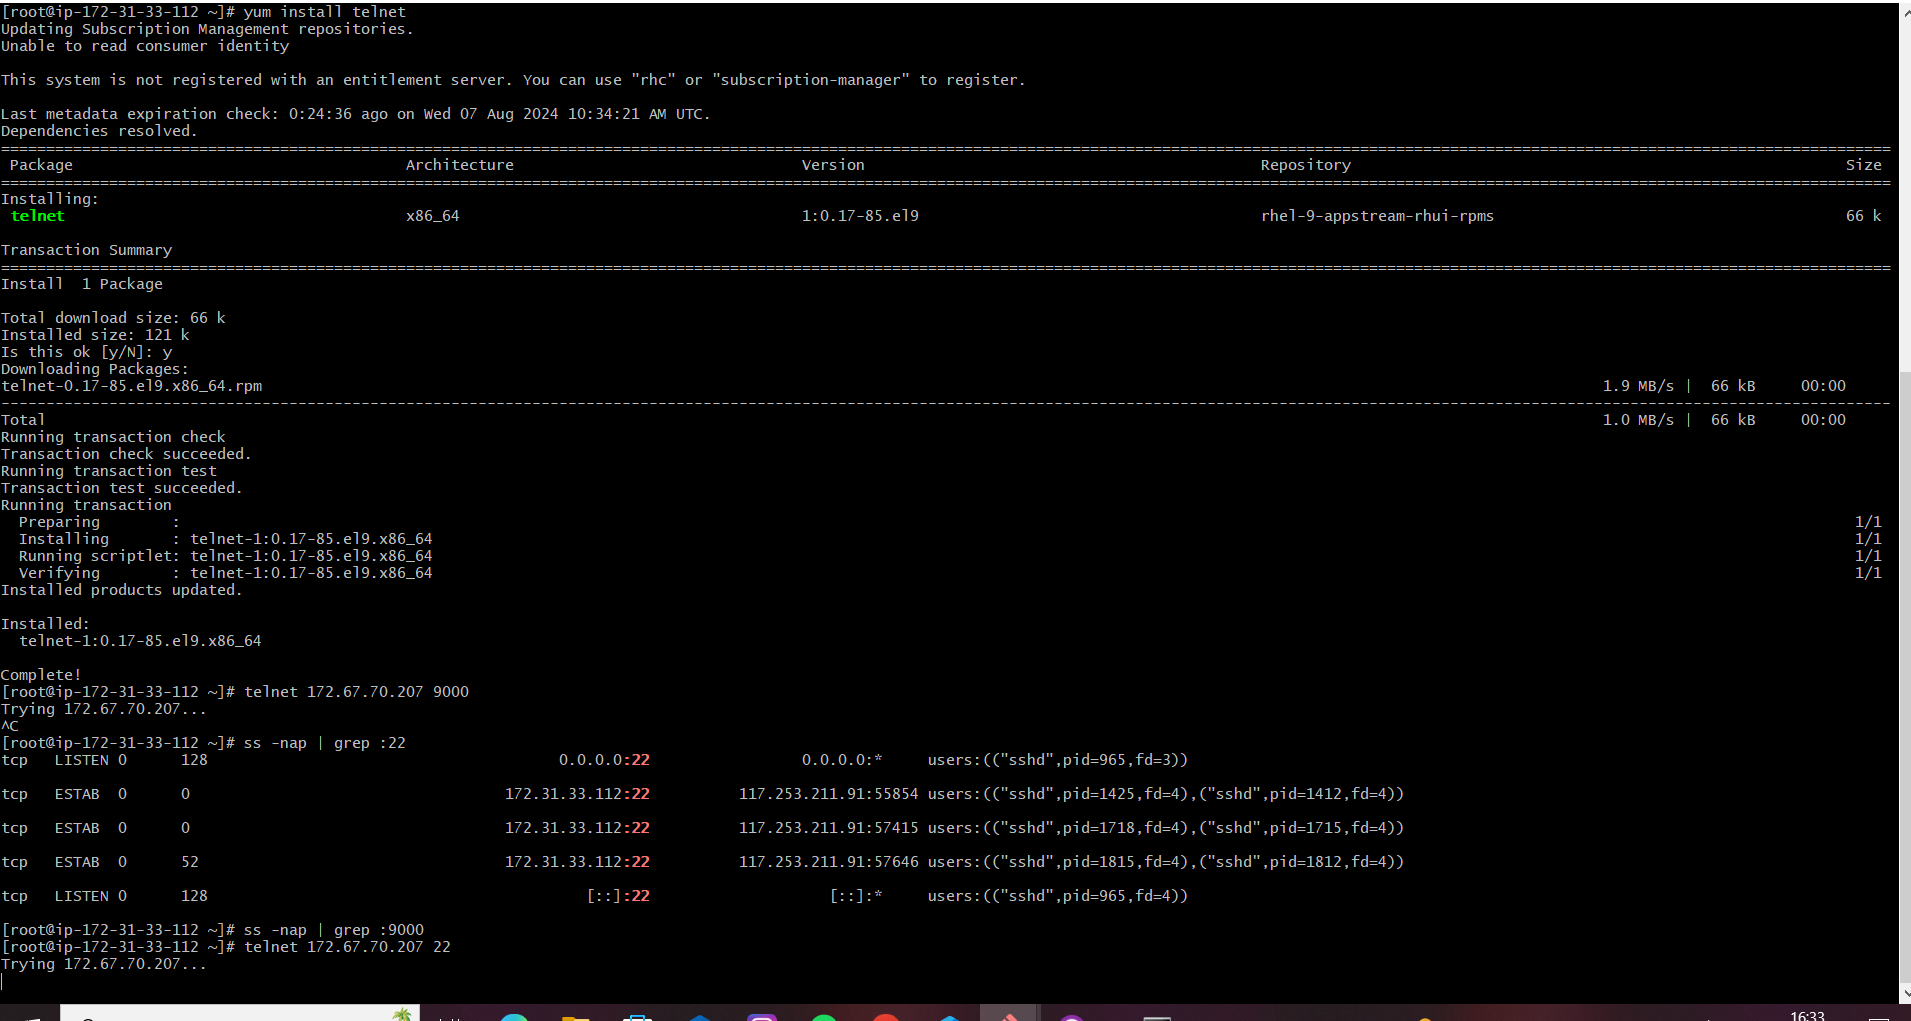 [root@ip-172-31-33-112 ~]# yum install telnet
Updating Subscription Management repositories.
Unable to read consumer identity
This system is not registered with an entitlement server. You can use "rhc" or "subscription-manager" to register.
Last metadata expiration check: 0:24:36 ago on Wed 07 Aug 2024 10:34:21 AM UTC.
Dependencies resolved.
Package Architecture Version Repository Size
Installing:
telnet x86_64 1:0.17-85.el9 rhel-9-appstream-rhui-rpms 66 k
Transaction Summary
Install 1 Package
Total download size: 66 k
Installed size: 121 k
Is this ok [y/N]: y
Downloading Packages:
telnet-0.17-85.el9.x86_64.rpm 1.9 MB/s | 66 kB 00:00
Total 1.0 MB/s | 66 kB 00:00
Running transaction check
Transaction check succeeded.
Running transaction test
Transaction test succeeded.
Running transaction
Preparing : 1/1
Installing : telnet-1:0.17-85.el9.x86_64 1/1
Running scriptlet: telnet-1:0.17-85.el9.x86_64 1/1
Verifying : telnet-1:0.17-85.el9.x86_64 1/1
Installed products updated.
Installed:
telnet-1:0.17-85.el9.x86_64
Complete!
[root@ip-172-31-33-112 ~]# telnet 172.67.70.207 9000
Trying 172.67.70.207...
^C
[root@ip-172-31-33-112 ~]# ss -nap | grep :22
tcp LISTEN 0 128 0.0.0.0:22 0.0.0.0:* users:(("sshd",pid=965,fd=3))
tcp ESTAB 0 0 172.31.33.112:22 117.253.211.91:55854 users:(("sshd",pid=1425,fd=4),("sshd",pid=1412,fd=4))
tcp ESTAB 0 0 172.31.33.112:22 117.253.211.91:57415 users:(("sshd",pid=1718,fd=4),("sshd",pid=1715,fd=4))
tcp ESTAB 0 52 172.31.33.112:22 117.253.211.91:57646 users:(("sshd",pid=1815,fd=4),("sshd",pid=1812,fd=4))
tcp LISTEN 0 128 [::]:22 [::]:* users:(("sshd",pid=965,fd=4))
[root@ip-172-31-33-112 ~]# ss -nap | grep :9000
[root@ip-172-31-33-112 ~]# telnet 172.67.70.207 22
Trying 172.67.70.207...
16:33